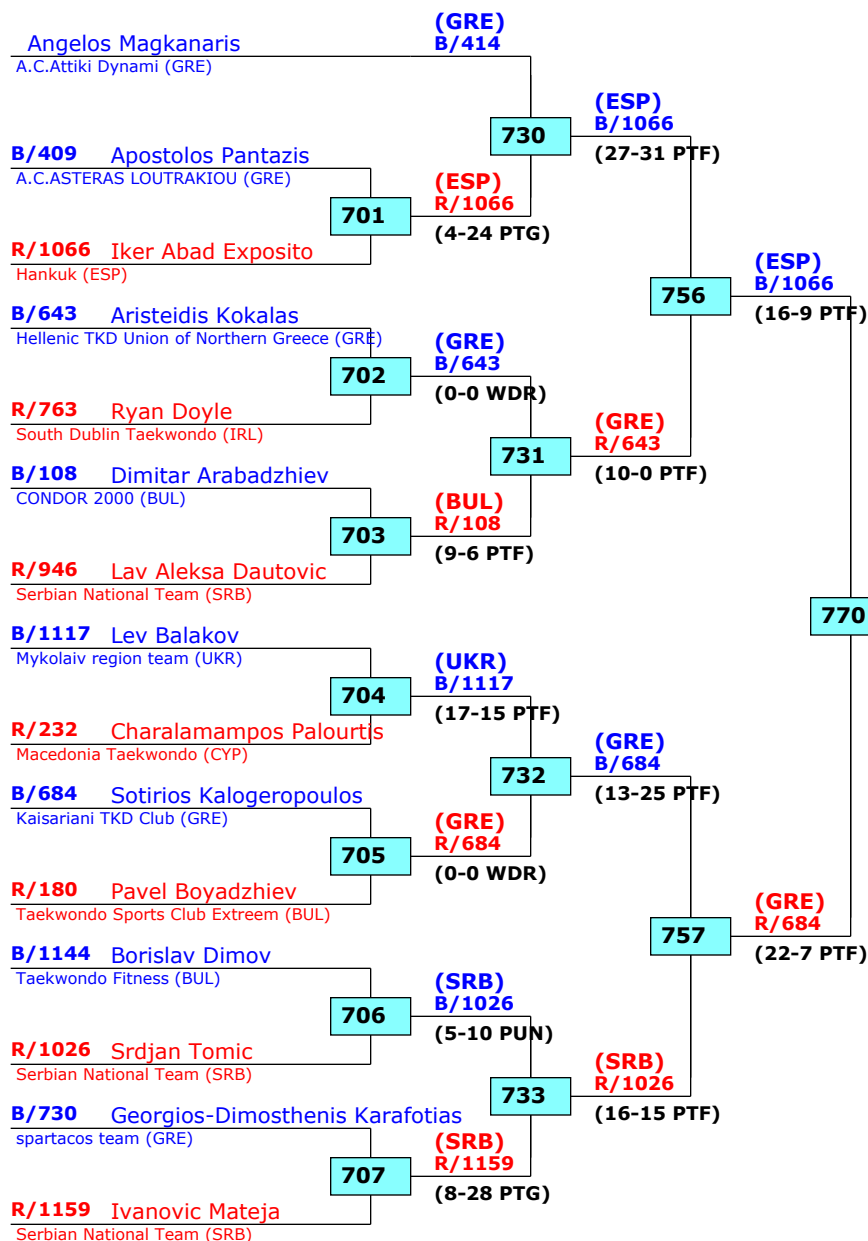 (GRE)
Angelos Magkanaris B/414
A.C.Attiki Dynami (GRE)
(ESP)
730 B/1066
B/409 Apostolos Pantazis (27-31 PTF)
A.C.ASTERAS LOUTRAKIOU (GRE)
(ESP)
701 R/1066
(4-24 PTG)
R/1066 Iker Abad Exposito
Hankuk (ESP)
(ESP)
756 B/1066
(16-9 PTF)
B/643 Aristeidis Kokalas
Hellenic TKD Union of Northern Greece (GRE)
(GRE)
702 B/643
(0-0 WDR)
R/763 Ryan Doyle
South Dublin Taekwondo (IRL)
(GRE)
731 R/643
(10-0 PTF)
B/108 Dimitar Arabadzhiev
CONDOR 2000 (BUL)
(BUL)
703 R/108
(9-6 PTF)
R/946 Lav Aleksa Dautovic
Serbian National Team (SRB)
770
B/1117 Lev Balakov
Mykolaiv region team (UKR)
(UKR)
704 B/1117
(17-15 PTF)
R/232 Charalamampos Palourtis
Macedonia Taekwondo (CYP)
(GRE)
732 B/684
(13-25 PTF)
B/684 Sotirios Kalogeropoulos
Kaisariani TKD Club (GRE)
(GRE)
705 R/684
(0-0 WDR)
R/180 Pavel Boyadzhiev
Taekwondo Sports Club Extreem (BUL)
(GRE)
757 R/684
(22-7 PTF)
B/1144 Borislav Dimov
Taekwondo Fitness (BUL)
(SRB)
706 B/1026
(5-10 PUN)
R/1026 Srdjan Tomic
Serbian National Team (SRB)
(SRB)
733 R/1026
(16-15 PTF)
B/730 Georgios-Dimosthenis Karafotias
spartacos team (GRE)
(SRB)
707 R/1159
(8-28 PTG)
R/1159 Ivanovic Mateja
Serbian National Team (SRB)